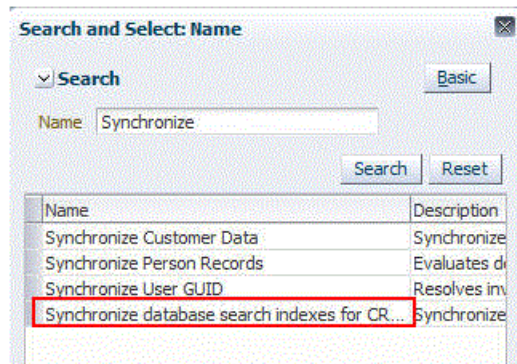 Search and Select: Name
Search
Basic
Name Synchronize
Search Reset
Name Description
Synchronize Customer Data Synchronize
Synchronize Person Records Evaluates d
Synchronize User GUID Resolves inv
Synchronize database search indexes for CR... Synchronize